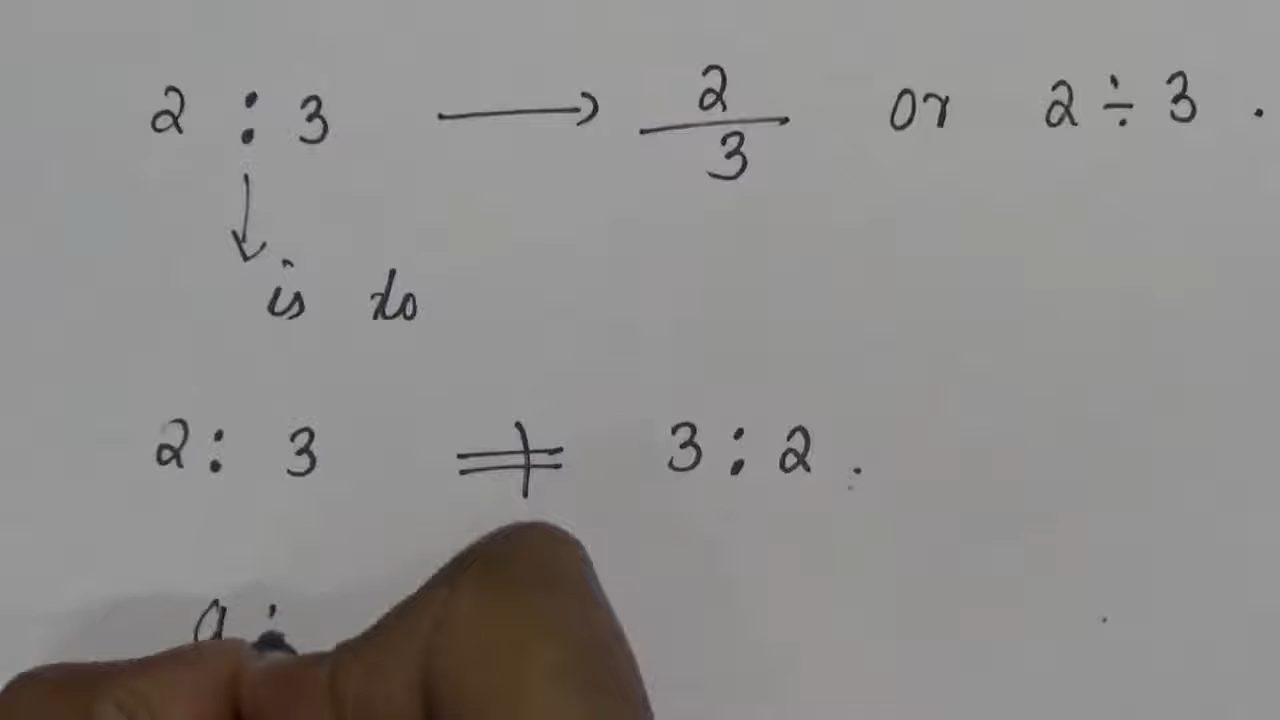 2 : 3 → 2/3 or 2 ÷ 3 .
↓
is to
2 : 3 ≠ 3 : 2 .
a :